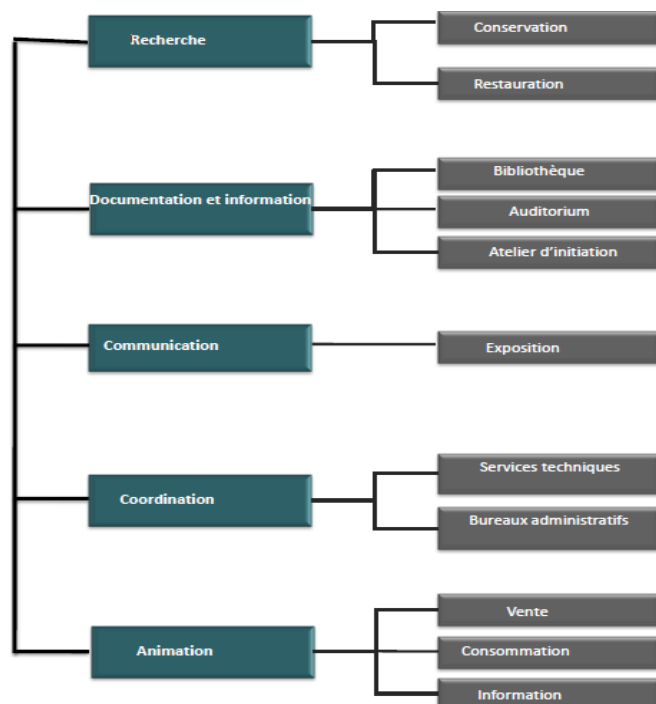 Recherche
Conservation
Restauration
Documentation et information
Bibliothèque
Auditorium
Atelier d'initiation
Communication
Exposition
Coordination
Services techniques
Bureaux administratifs
Animation
Vente
Consommation
Information